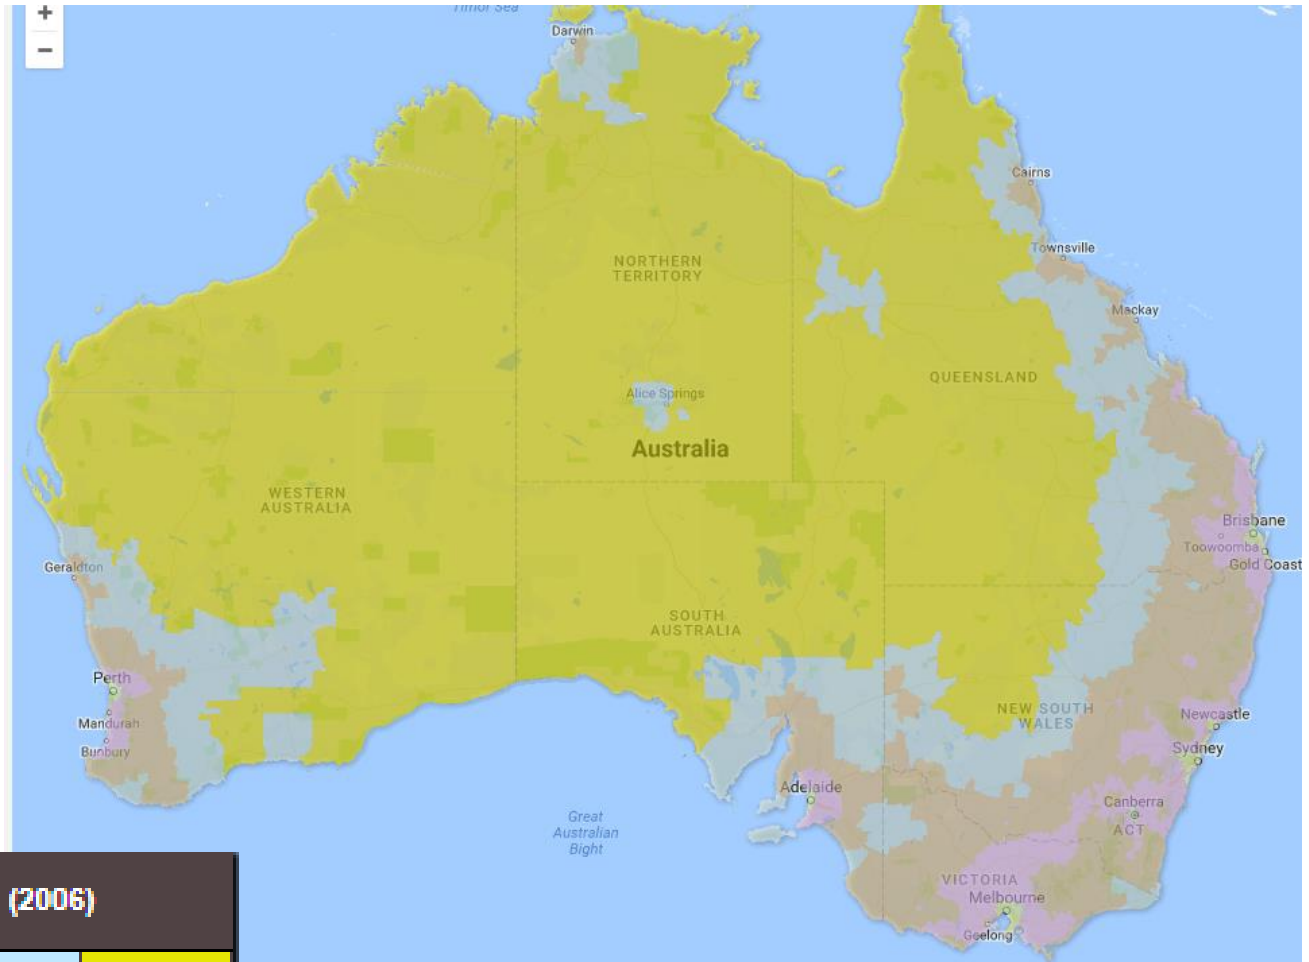 +
Timor Sea
Darwin
−
Cairns
Townsville
NORTHERN
TERRITORY
Mackay
QUEENSLAND
Alice Springs
Australia
WESTERN
AUSTRALIA
Brisbane
Toowoomba
Gold Coast
Geraldton
SOUTH
AUSTRALIA
Perth
NEW SOUTH
WALES
Newcastle
Mandurah
Bunbury
Sydney
Adelaide
Canberra
ACT
Great
Australian
Bight
VICTORIA
Melbourne
Geelong
(2006)